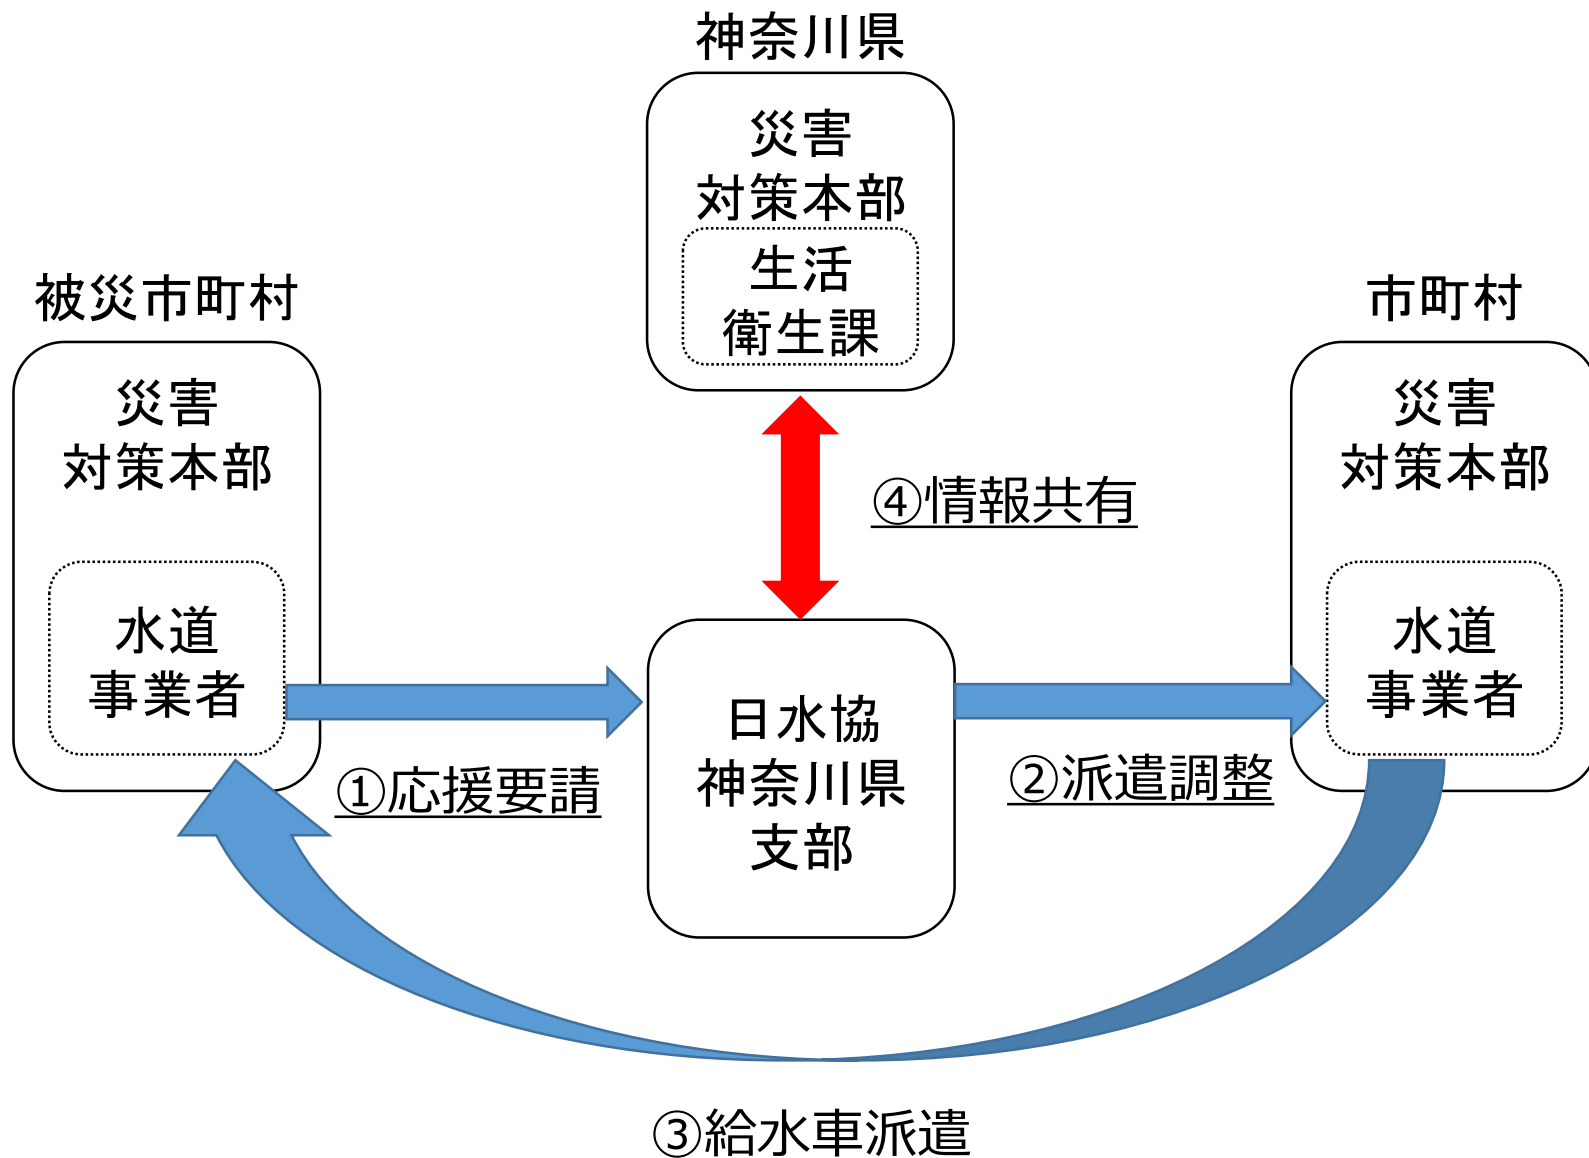 神奈川県
災害
対策本部
生活
衛生課
被災市町村
災害
対策本部
水道
事業者
市町村
災害
対策本部
水道
事業者
④情報共有
日水協
神奈川県
支部
①応援要請
②派遣調整
③給水車派遣